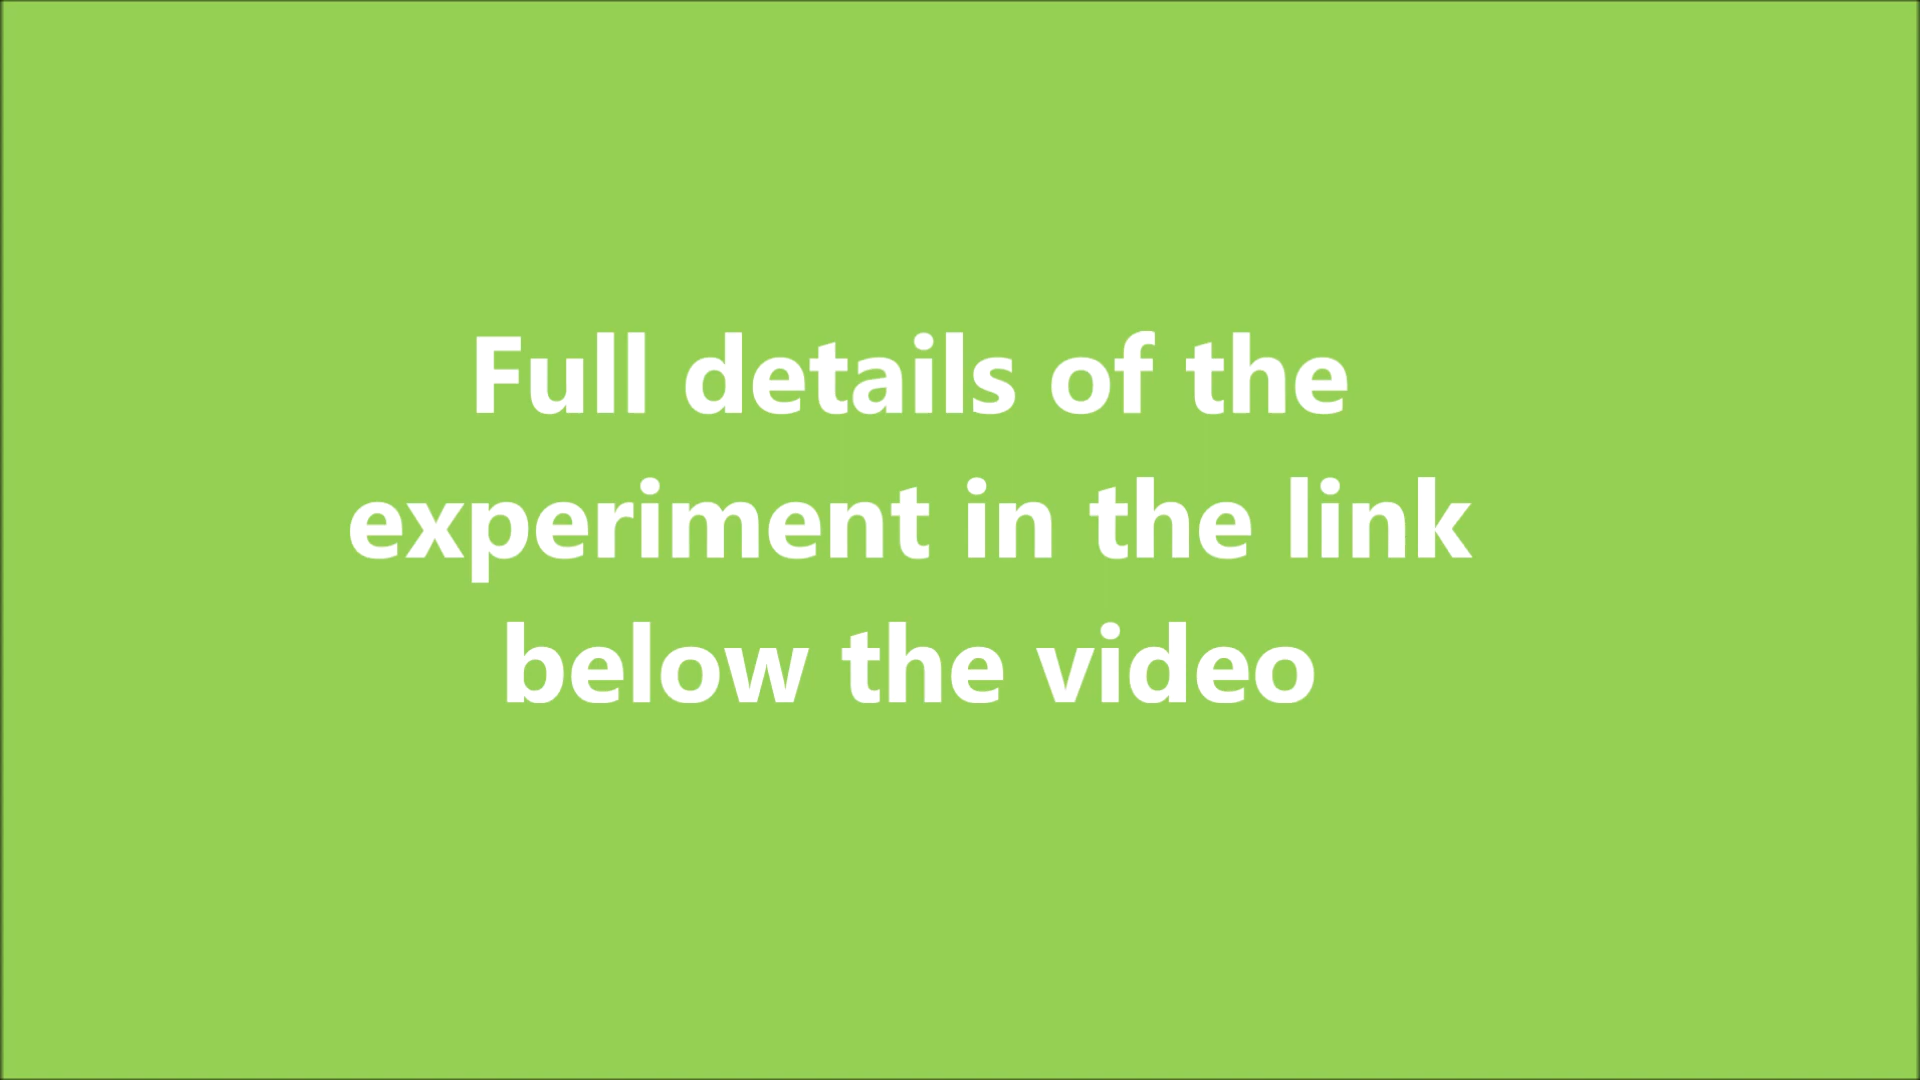 Full details of the
experiment in the link
below the video